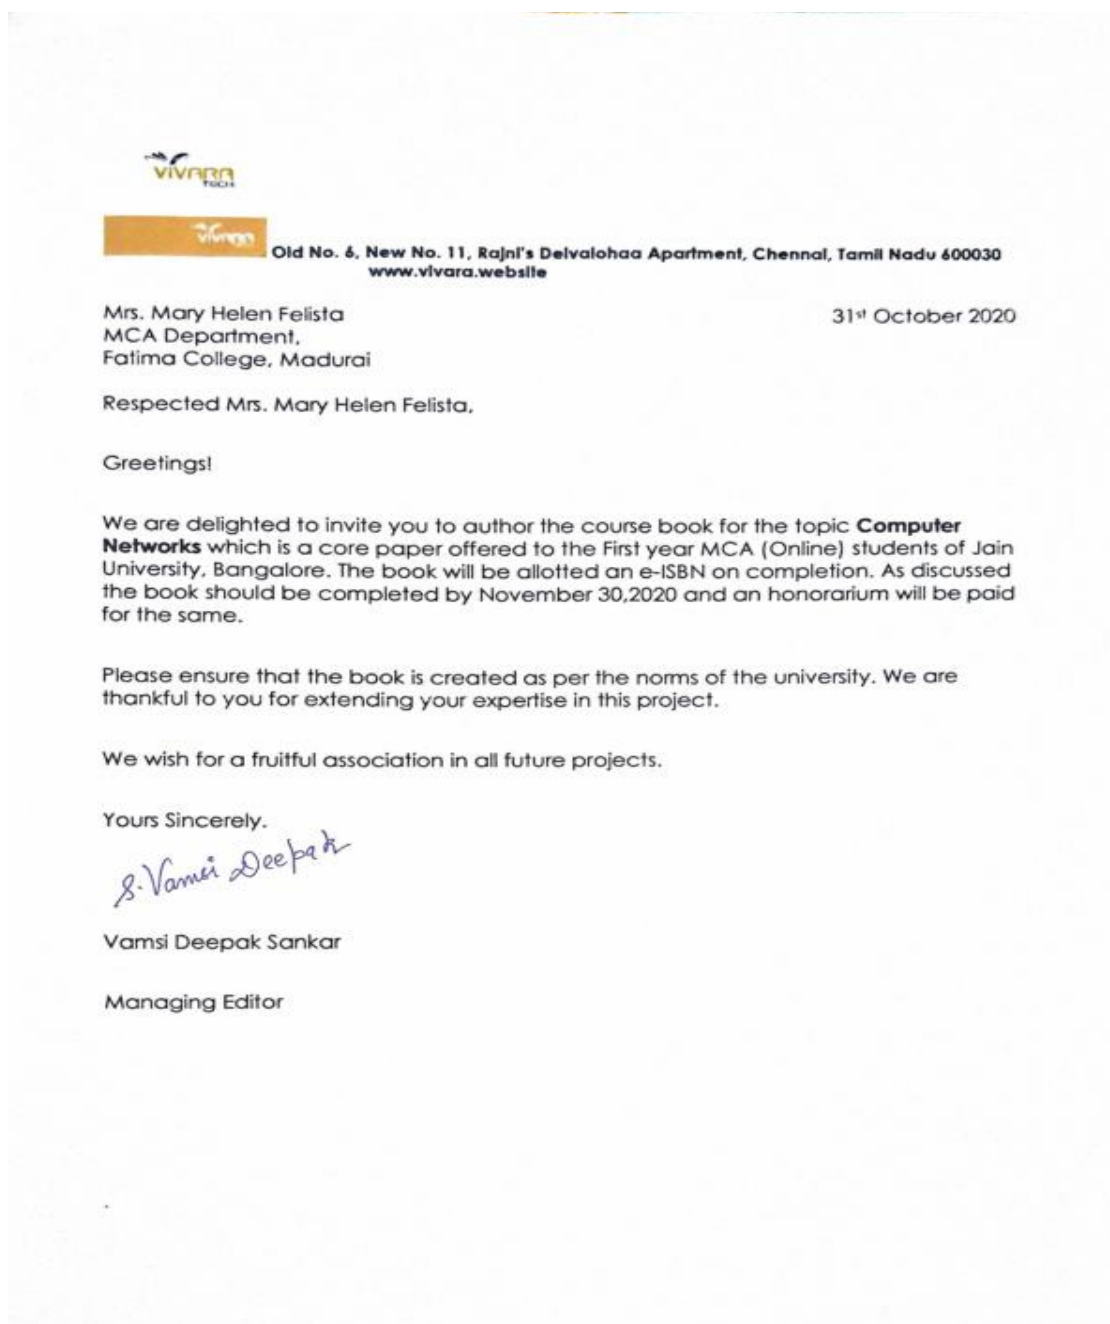 VIVARA
TECH
vivara
Old No. 6, New No. 11, Rajni's Deivalohaa Apartment, Chennai, Tamil Nadu 600030
www.vivara.website
Mrs. Mary Helen Felista
31st October 2020
MCA Department,
Fatima College, Madurai
Respected Mrs. Mary Helen Felista,
Greetings!
We are delighted to invite you to author the course book for the topic Computer
Networks which is a core paper offered to the First year MCA (Online) students of Jain
University, Bangalore. The book will be allotted an e-ISBN on completion. As discussed
the book should be completed by November 30,2020 and an honorarium will be paid
for the same.
Please ensure that the book is created as per the norms of the university. We are
thankful to you for extending your expertise in this project.
We wish for a fruitful association in all future projects.
Yours Sincerely.
S. Vamsi Deepak
Vamsi Deepak Sankar
Managing Editor